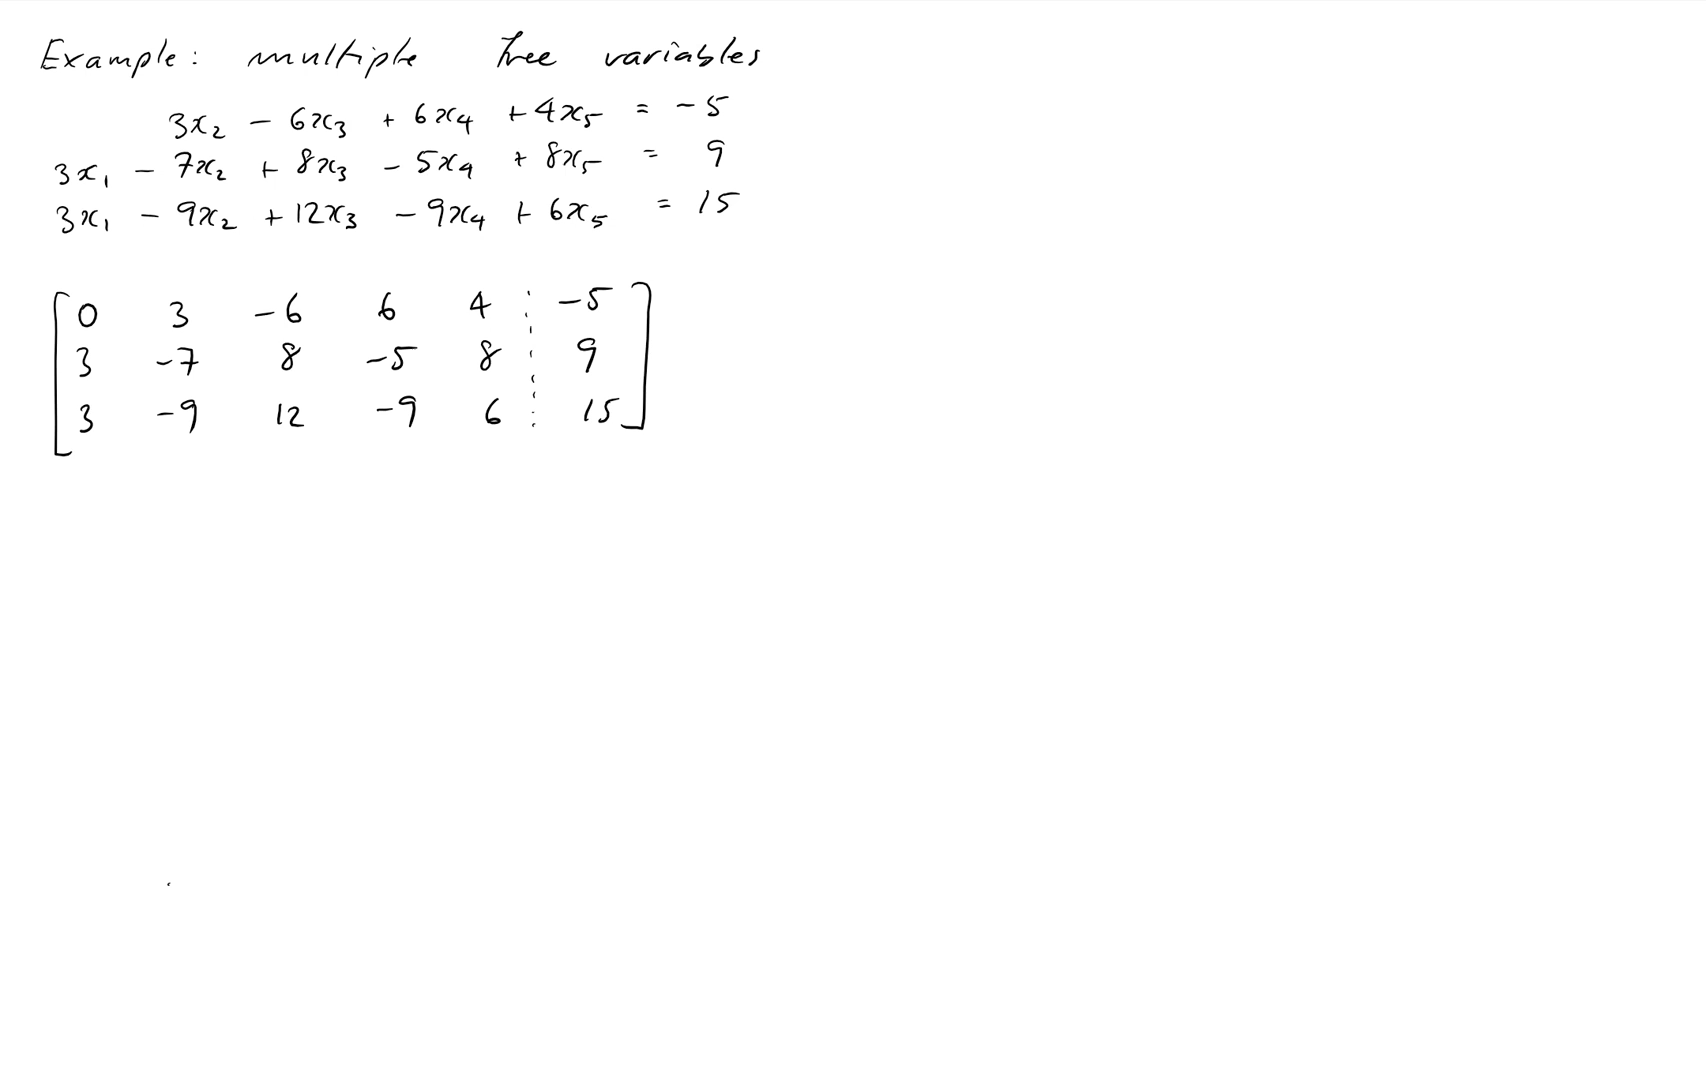 Example: multiple free variables
3x₂ - 6x₃ + 6x₄ + 4x₅ = -5
3x₁ - 7x₂ + 8x₃ - 5x₄ + 8x₅ = 9
3x₁ - 9x₂ + 12x₃ - 9x₄ + 6x₅ = 15
0 3 -6 6 4 -5
3 -7 8 -5 8 9
3 -9 12 -9 6 15